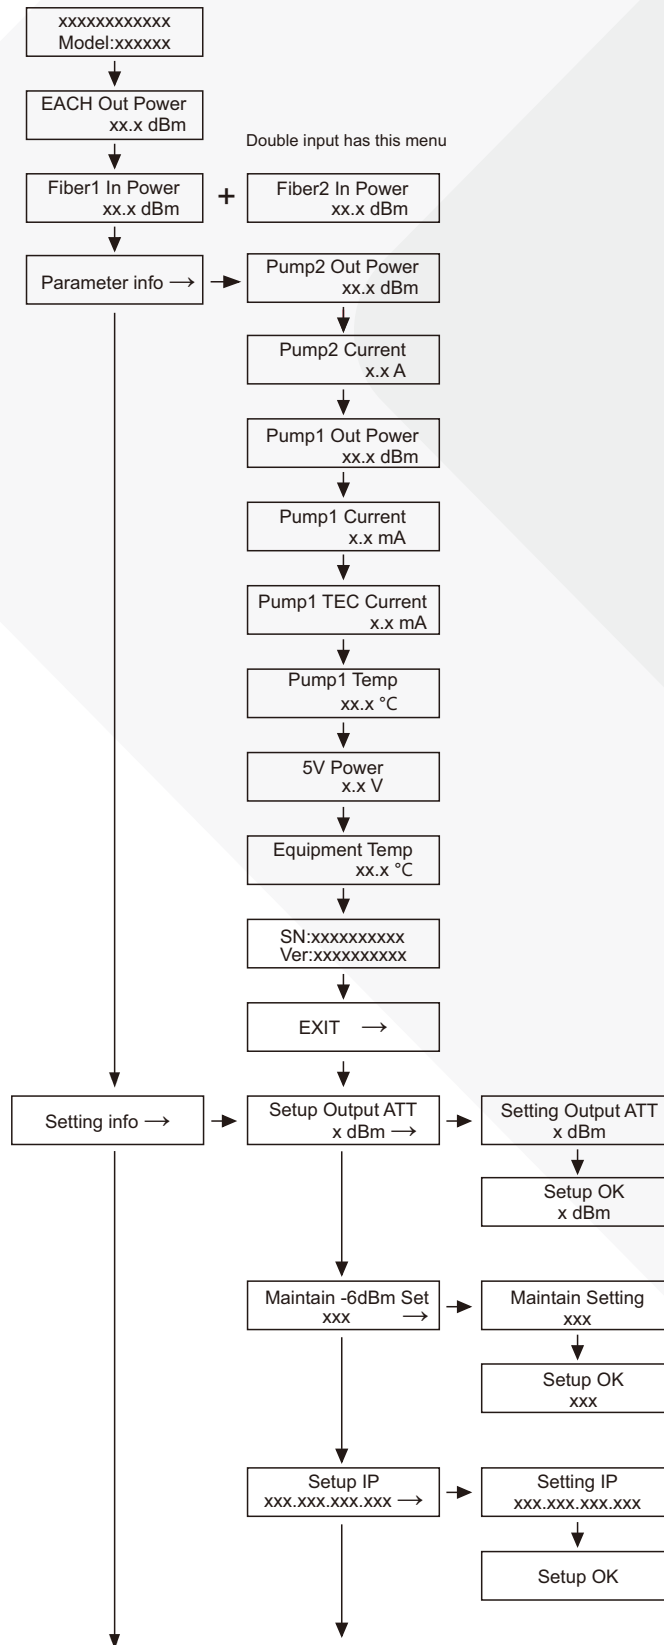 xxxxxxxxxxxx
Model:xxxxxx
EACH Out Power
xx.x dBm
Double input has this menu
Fiber1 In Power
xx.x dBm
+
Fiber2 In Power
xx.x dBm
Parameter info →
Pump2 Out Power
xx.x dBm
Pump2 Current
x.x A
Pump1 Out Power
xx.x dBm
Pump1 Current
x.x mA
Pump1 TEC Current
x.x mA
Pump1 Temp
xx.x °C
5V Power
x.x V
Equipment Temp
xx.x °C
SN:xxxxxxxxxx
Ver:xxxxxxxxxx
EXIT →
Setting info →
Setup Output ATT
x dBm →
Setting Output ATT
x dBm
Setup OK
x dBm
Maintain -6dBm Set
xxx →
Maintain Setting
xxx
Setup OK
xxx
Setup IP
xxx.xxx.xxx.xxx →
Setting IP
xxx.xxx.xxx.xxx
Setup OK